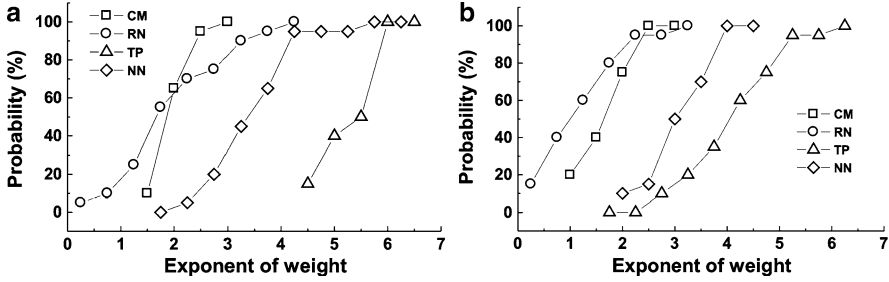 a
CM
RN
TP
NN
Probability (%)
100
80
60
40
20
0
0 1 2 3 4 5 6 7
Exponent of weight
b
CM
RN
TP
NN
Probability (%)
100
80
60
40
20
0
0 1 2 3 4 5 6 7
Exponent of weight